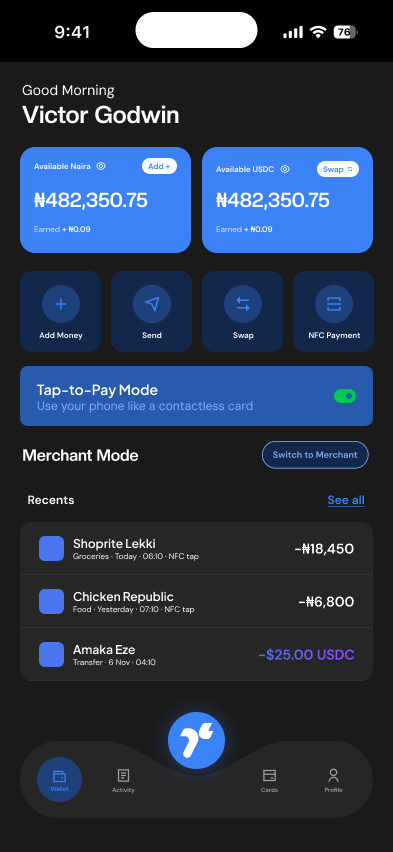 9:41
76
Good Morning
Victor Godwin
Available Naira
Add +
₦482,350.75
Earned + ₦0.09
Available USDC
Swap
₦482,350.75
Earned + ₦0.09
Add Money
Send
Swap
NFC Payment
Tap-to-Pay Mode
Use your phone like a contactless card
Merchant Mode
Switch to Merchant
Recents
See all
Shoprite Lekki
-₦18,450
Groceries · Today · 06:10 · NFC tap
Chicken Republic
-₦6,800
Food · Yesterday · 07:10 · NFC tap
Amaka Eze
-$25.00 USDC
Transfer · 6 Nov · 04:10
Wallet
Activity
Cards
Profile